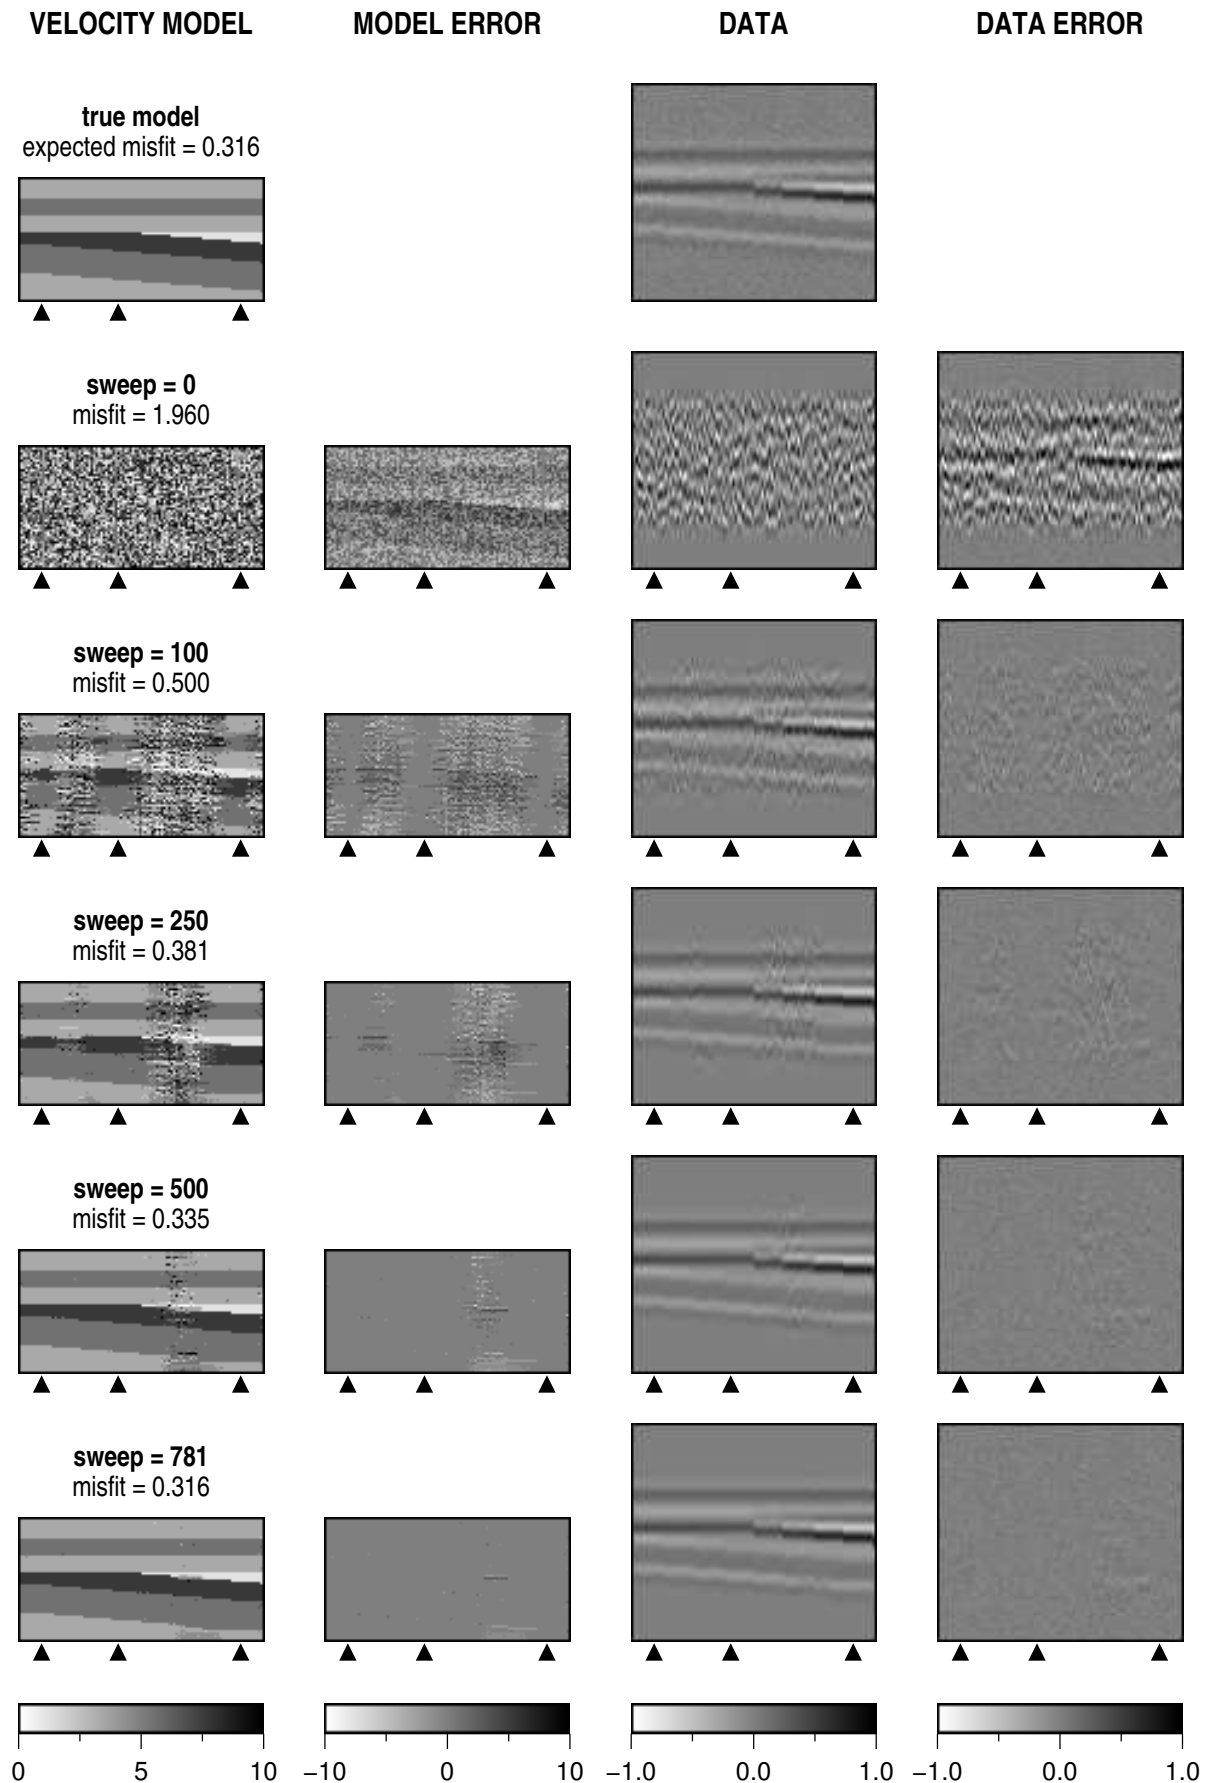 VELOCITY MODEL MODEL ERROR DATA DATA ERROR
true model
expected misfit = 0.316
sweep = 0
misfit = 1.960
sweep = 100
misfit = 0.500
sweep = 250
misfit = 0.381
sweep = 500
misfit = 0.335
sweep = 781
misfit = 0.316
0 5 10 −10 0 10 −1.0 0.0 1.0 −1.0 0.0 1.0